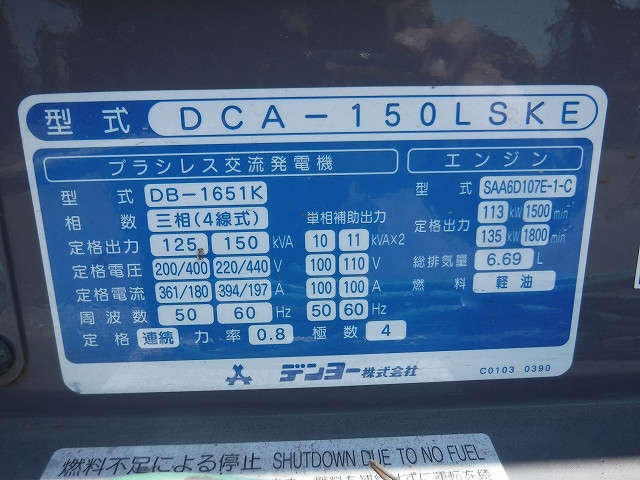 型式 DCA-150LSKE
ブラシレス交流発電機
型式 DB-1651K
相数 三相(4線式) 単相補助出力
定格出力 125 150 kVA 10 11 kVA×2
定格電圧 200/400 220/440 V 100 110 V
定格電流 361/180 394/197 A 100 100 A
周波数 50 60 Hz 50 60 Hz
定格 連続 力率 0.8 極数 4
エンジン
型式 SAA6D107E-1-C
定格出力 113 kW 1500 min
135 kW 1800 min
総排気量 6.69 L
燃料 軽油
デンヨー株式会社
C0103 0390
燃料不足による停止 SHUTDOWN DUE TO NO FUEL